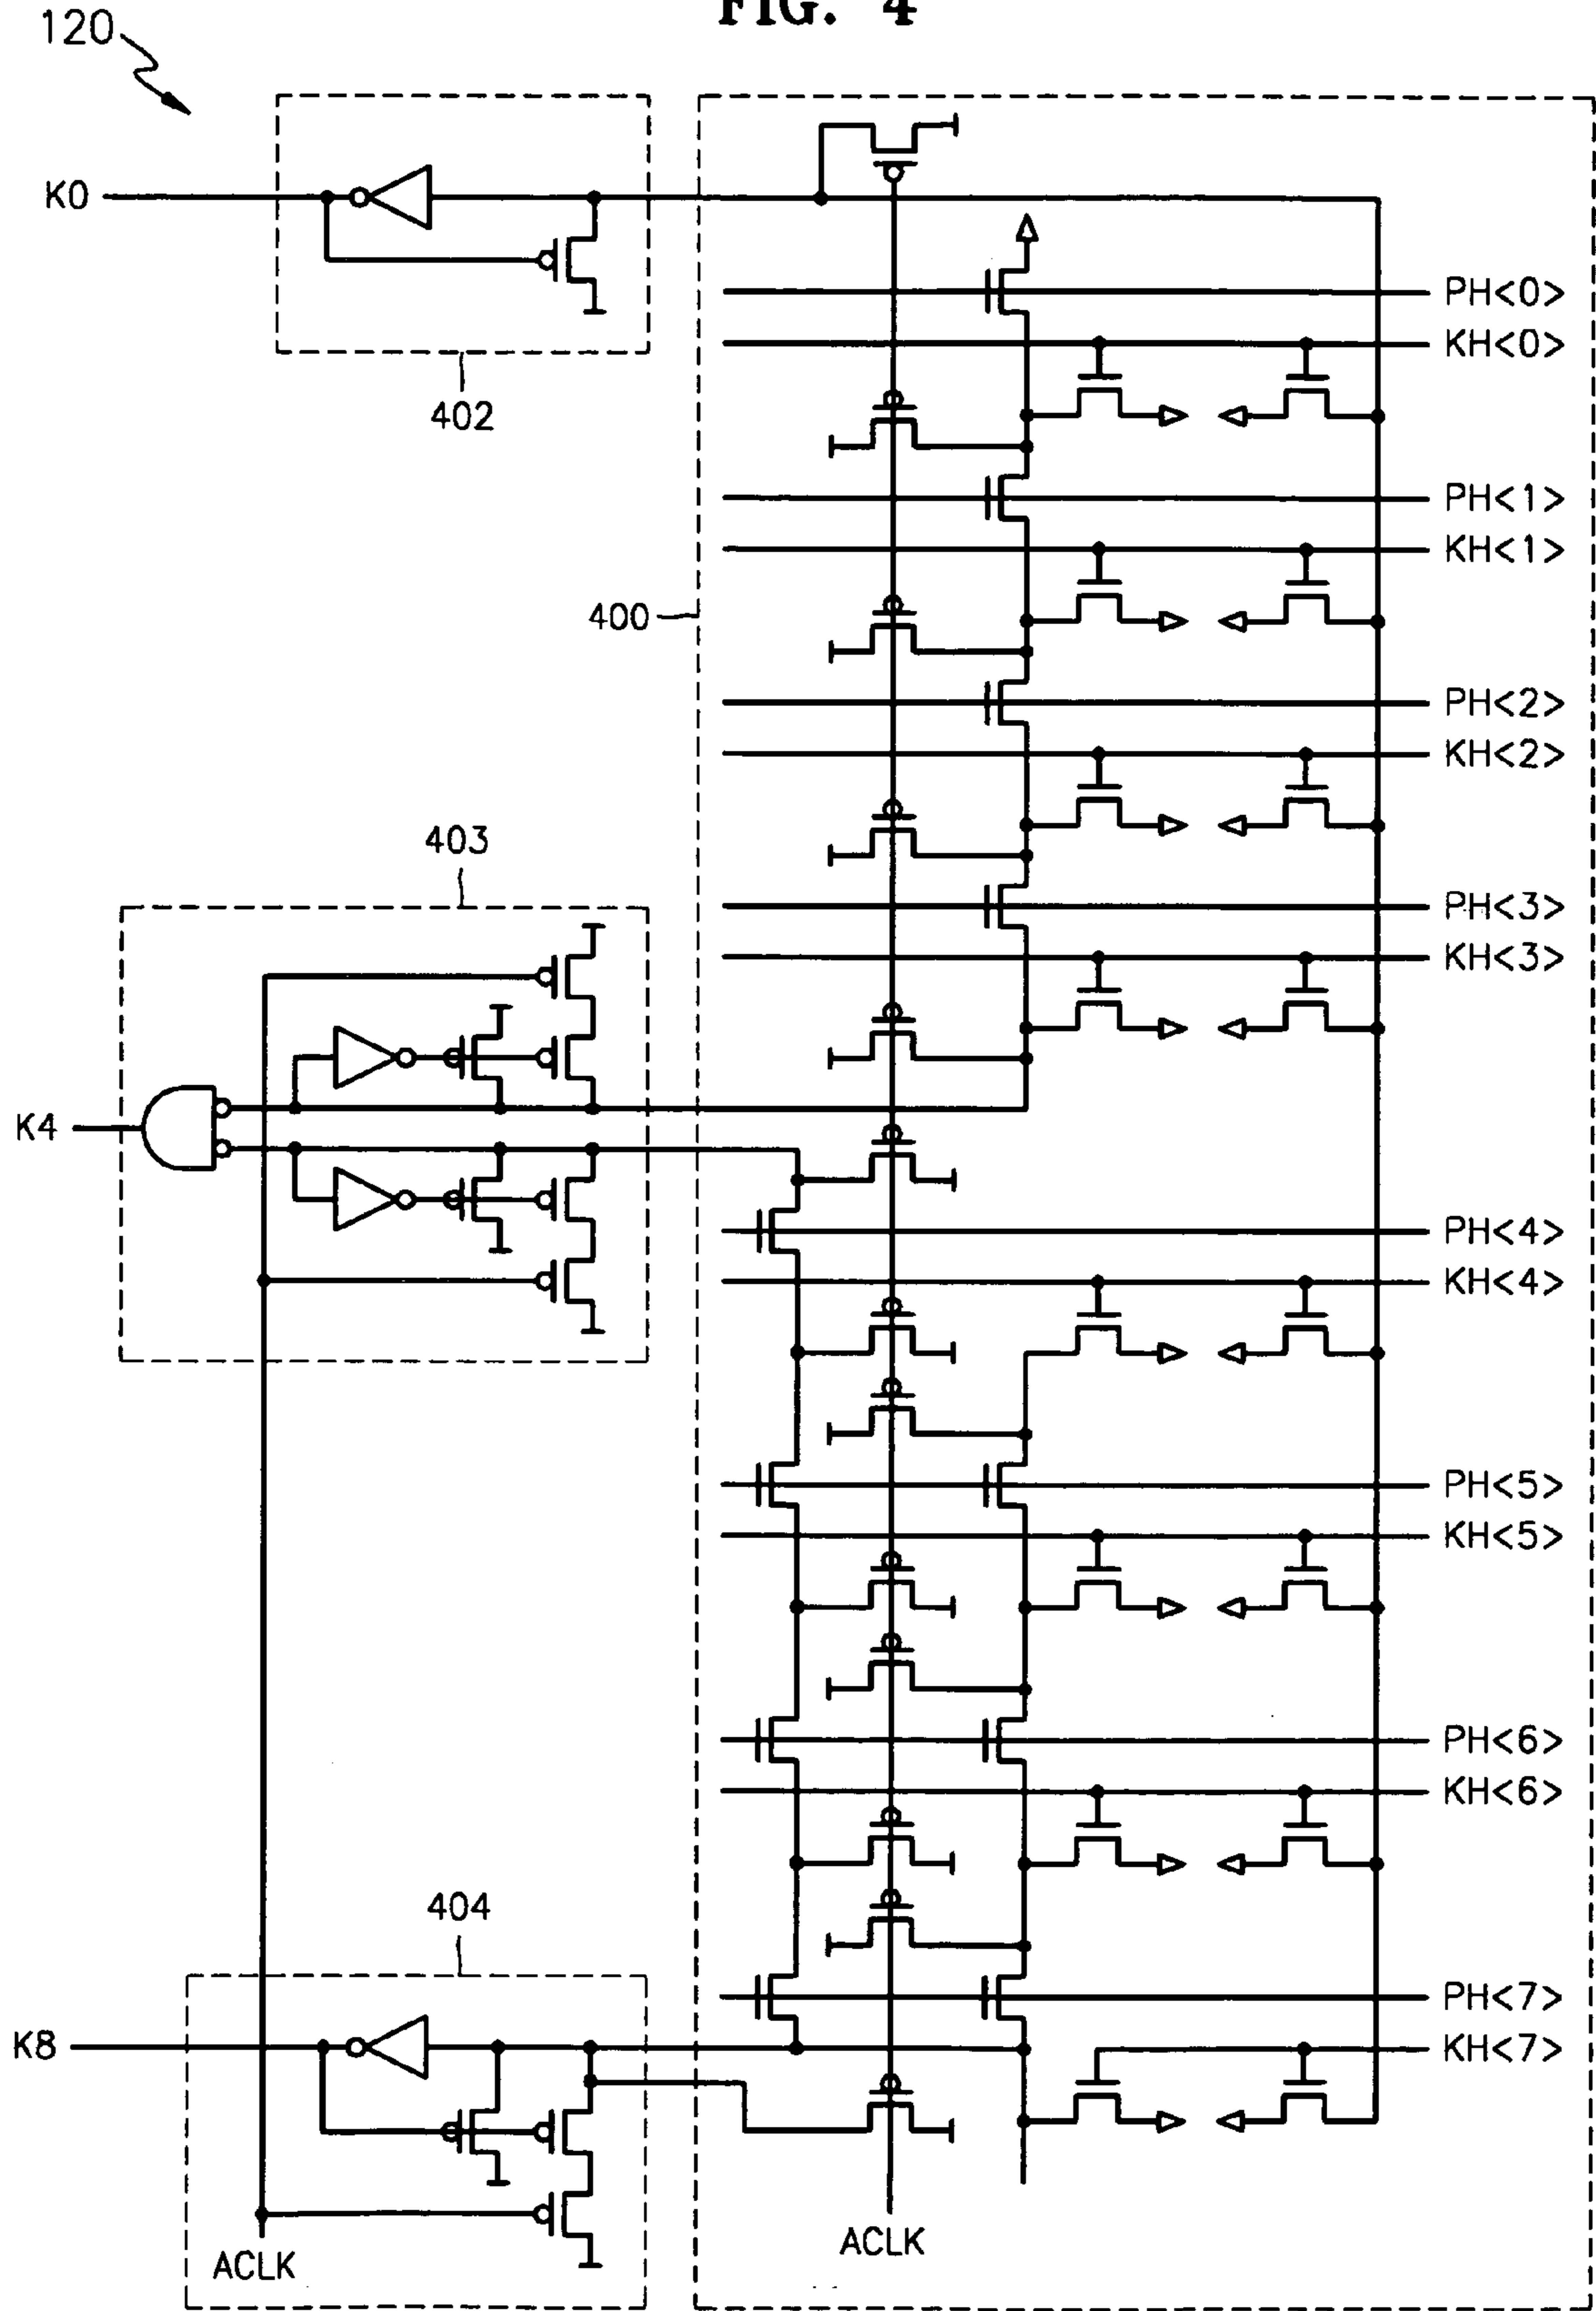 FIG. 4
120
K0
402
PH<0>
KH<0>
PH<1>
KH<1>
400
PH<2>
KH<2>
403
PH<3>
KH<3>
K4
PH<4>
KH<4>
PH<5>
KH<5>
PH<6>
KH<6>
404
PH<7>
K8
KH<7>
ACLK
ACLK